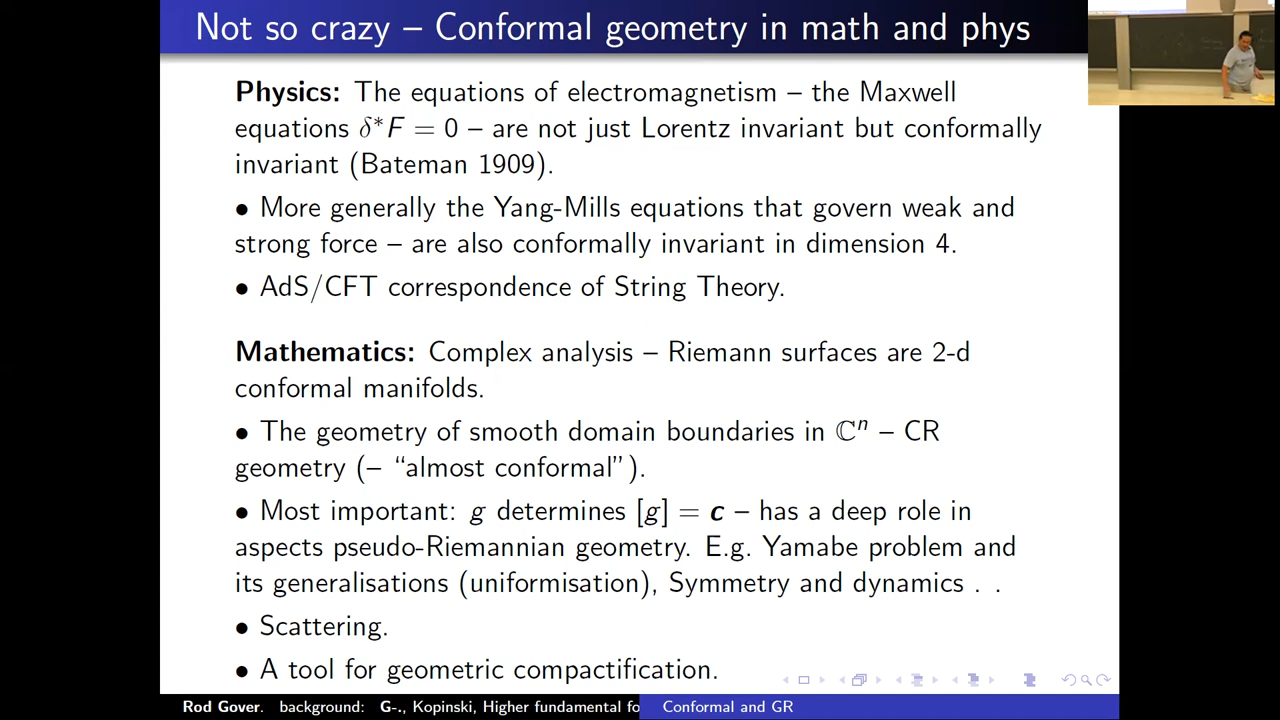 Not so crazy – Conformal geometry in math and phys
Physics: The equations of electromagnetism – the Maxwell
equations δ*F = 0 – are not just Lorentz invariant but conformally
invariant (Bateman 1909).
• More generally the Yang-Mills equations that govern weak and
strong force – are also conformally invariant in dimension 4.
• AdS/CFT correspondence of String Theory.
Mathematics: Complex analysis – Riemann surfaces are 2-d
conformal manifolds.
• The geometry of smooth domain boundaries in ℂⁿ – CR
geometry (– “almost conformal”).
• Most important: g determines [g] = c – has a deep role in
aspects pseudo-Riemannian geometry. E.g. Yamabe problem and
its generalisations (uniformisation), Symmetry and dynamics . .
• Scattering.
• A tool for geometric compactification.
Rod Gover. background: G-., Kopinski, Higher fundamental fo
Conformal and GR